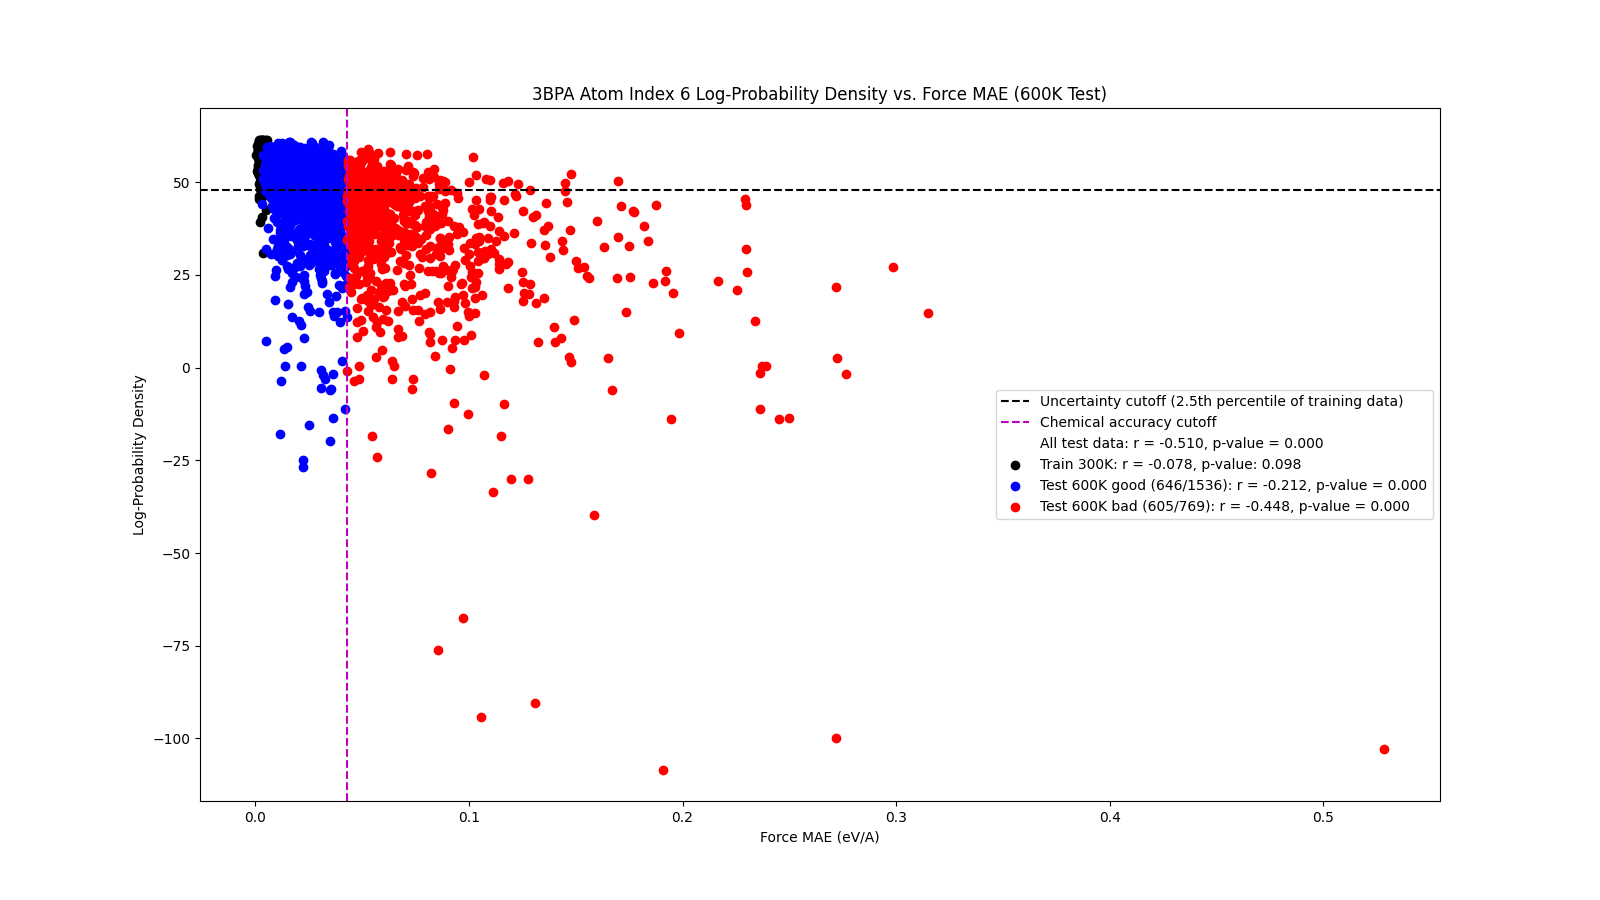 3BPA Atom Index 6 Log-Probability Density vs. Force MAE (600K Test)
Log-Probability Density
50
25
0
−25
−50
−75
−100
Uncertainty cutoff (2.5th percentile of training data)
Chemical accuracy cutoff
All test data: r = -0.510, p-value = 0.000
Train 300K: r = -0.078, p-value: 0.098
Test 600K good (646/1536): r = -0.212, p-value = 0.000
Test 600K bad (605/769): r = -0.448, p-value = 0.000
0.0
0.1
0.2
0.3
0.4
0.5
Force MAE (eV/A)